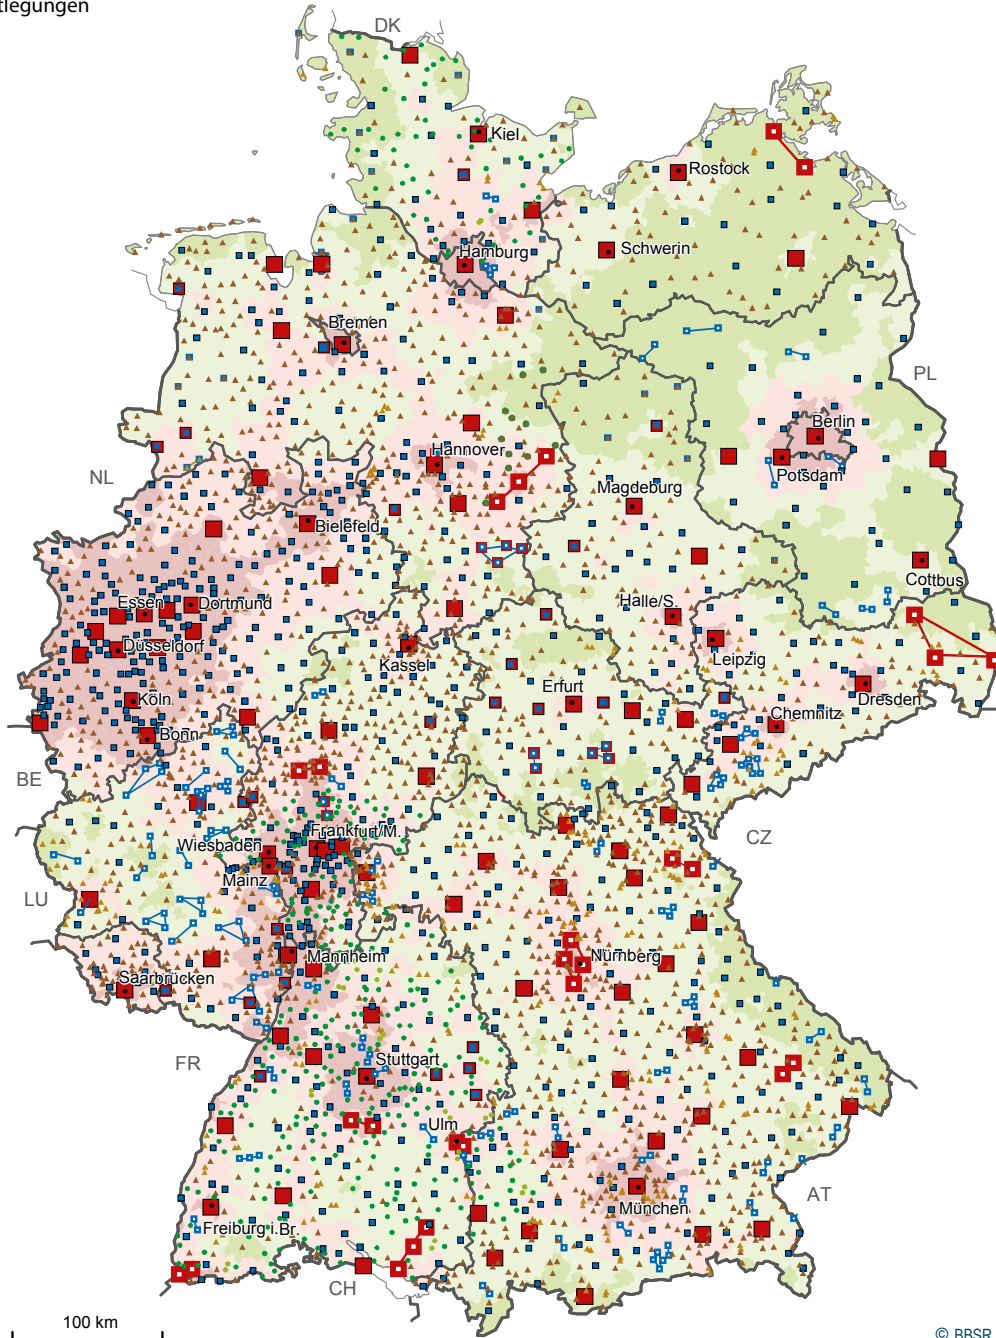 tlegungen
DK
Kiel
Rostock
Hamburg
Schwerin
Bremen
PL
Berlin
Hannover
Potsdam
NL
Magdeburg
Bielefeld
Cottbus
Essen
Dortmund
Halle/S.
Düsseldorf
Leipzig
Kassel
Erfurt
Dresden
Köln
Chemnitz
Bonn
BE
Frankfurt/M.
CZ
Wiesbaden
Mainz
LU
Mannheim
Nürnberg
Saarbrücken
FR
Stuttgart
Ulm
AT
München
Freiburg i.Br.
CH
100 km
© BBSR